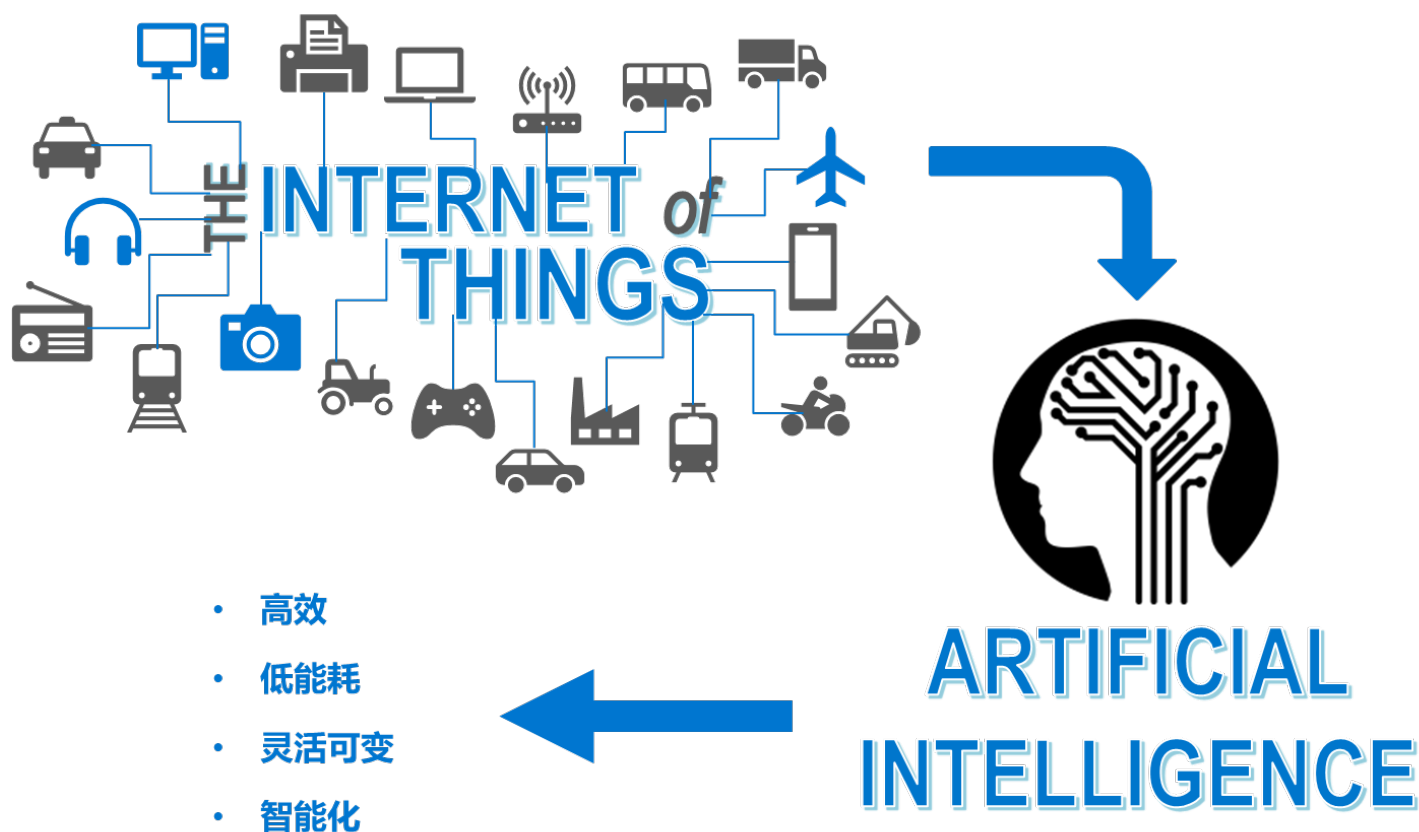 THE INTERNET of
THINGS
ARTIFICIAL
INTELLIGENCE
• 高效
• 低能耗
• 灵活可变
• 智能化